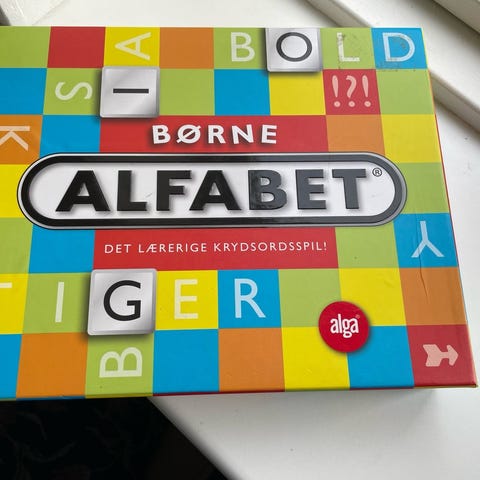 A BOLD
S I
!?!
K
BØRNE
ALFABET®
DET LÆRERIGE KRYDSORDSSPIL!
Y
TIGER
alga
B